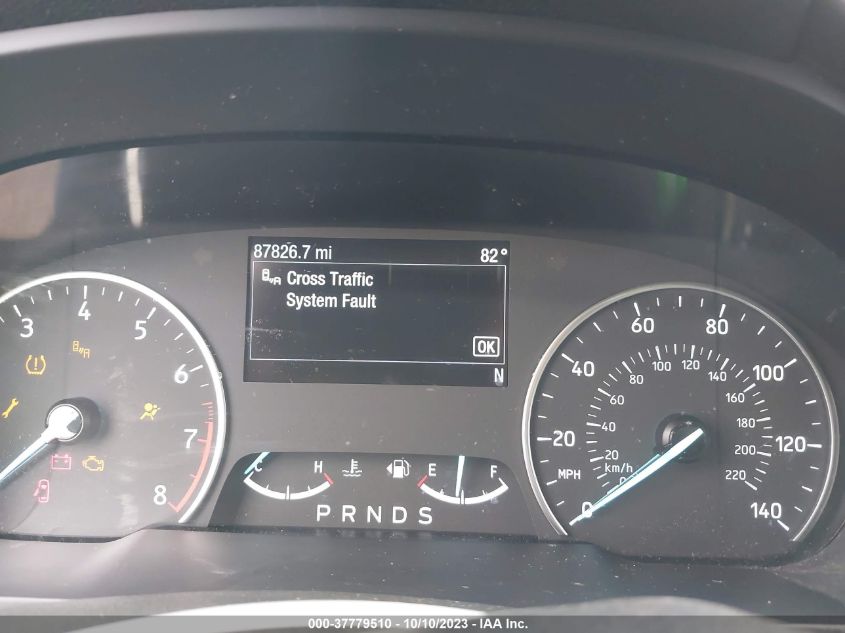 87826.7 mi 82°
Cross Traffic
System Fault
OK
N
3 4 5 6 7 8
C H E F
P R N D S
0 20 40 60 80 100 120 140
MPH
km/h
0 20 40 60 80 100 120 140 160 180 200 220
000-37779510 - 10/10/2023 - IAA Inc.